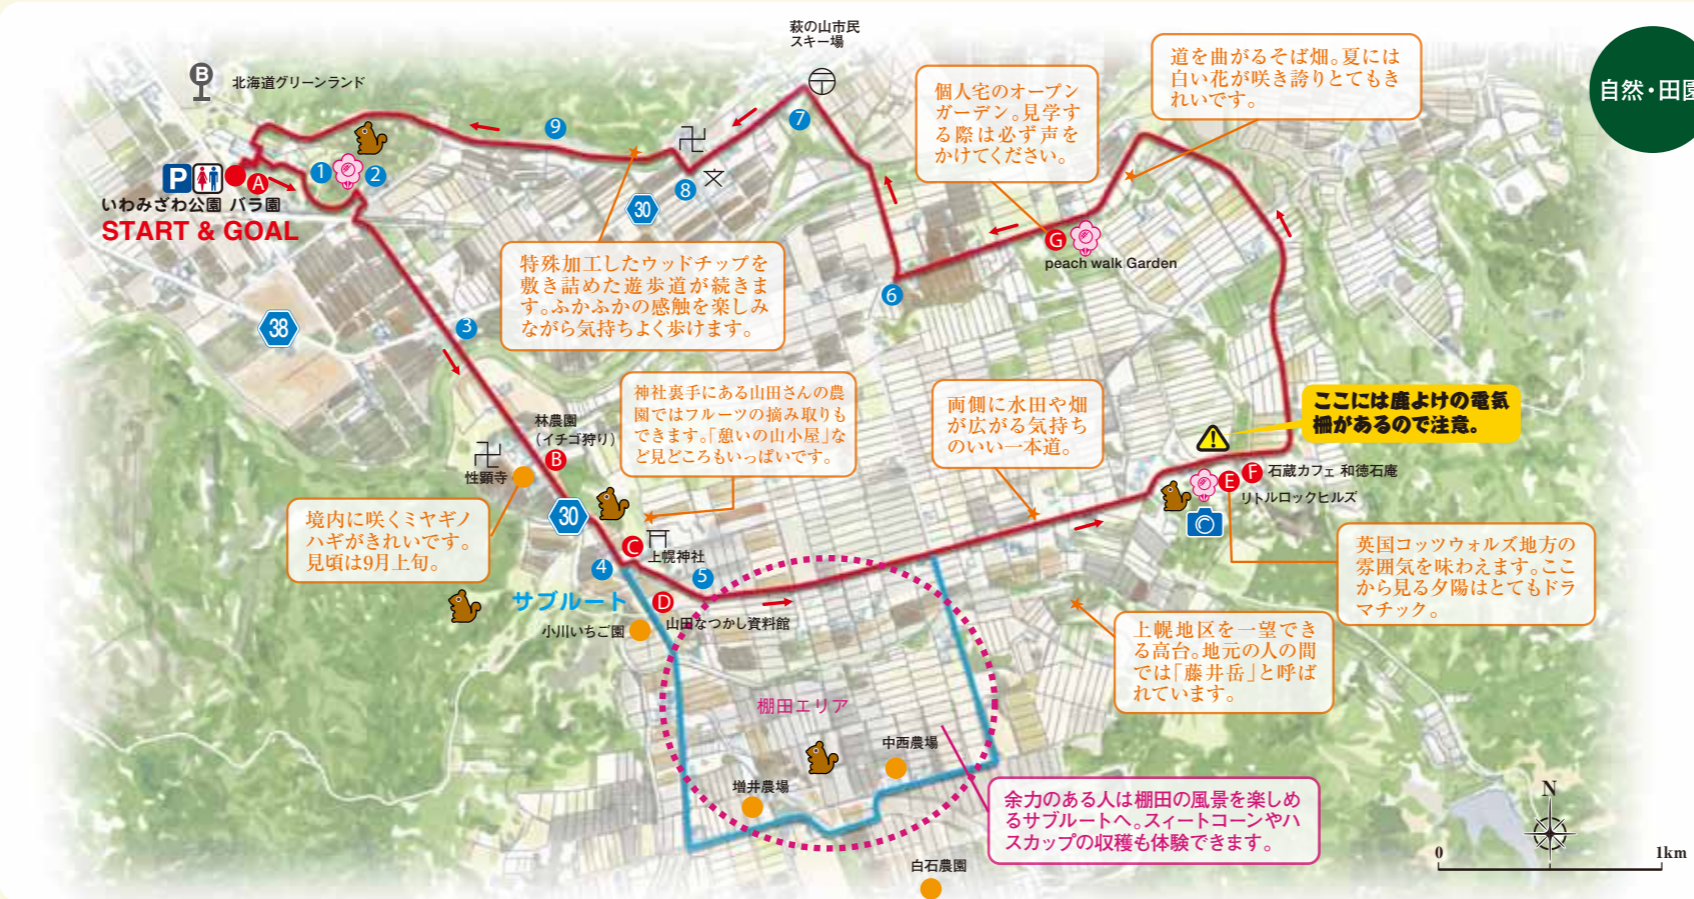 萩の山市民
スキー場
B
北海道グリーンランド
自然・田園
道を曲がるそば畑。夏には
白い花が咲き誇りとてもき
れいです。
個人宅のオープン
ガーデン。見学す
る際は必ず声を
かけてください。
7
9
卍
8
文
30
1
2
P
A
いわみざわ公園 バラ園
START & GOAL
特殊加工したウッドチップを
敷き詰めた遊歩道が続きま
す。ふかふかの感触を楽しみ
ながら気持ちよく歩けます。
G
peach walk Garden
6
38
3
神社裏手にある山田さんの農
園ではフルーツの摘み取りも
できます。「憩いの山小屋」な
ど見どころもいっぱいです。
両側に水田や畑
が広がる気持ち
のいい一本道。
ここには鹿よけの電気
柵があるので注意。
林農園
(イチゴ狩り)
B
卍
性顕寺
30
境内に咲くミヤギノ
ハギがきれいです。
見頃は9月上旬。
C
上幌神社
4
5
サブルート
D
山田なつかし資料館
小川いちご園
F
石蔵カフェ 和徳石庵
E
リトルロックヒルズ
英国コッツウォルズ地方の
雰囲気を味わえます。ここ
から見る夕陽はとてもドラ
マチック。
上幌地区を一望でき
る高台。地元の人の間
では「藤井岳」と呼ば
れています。
棚田エリア
中西農場
増井農場
余力のある人は棚田の風景を楽しめ
るサブルートへ。スィートコーンやハ
スカップの収穫も体験できます。
白石農園
N
0
1km